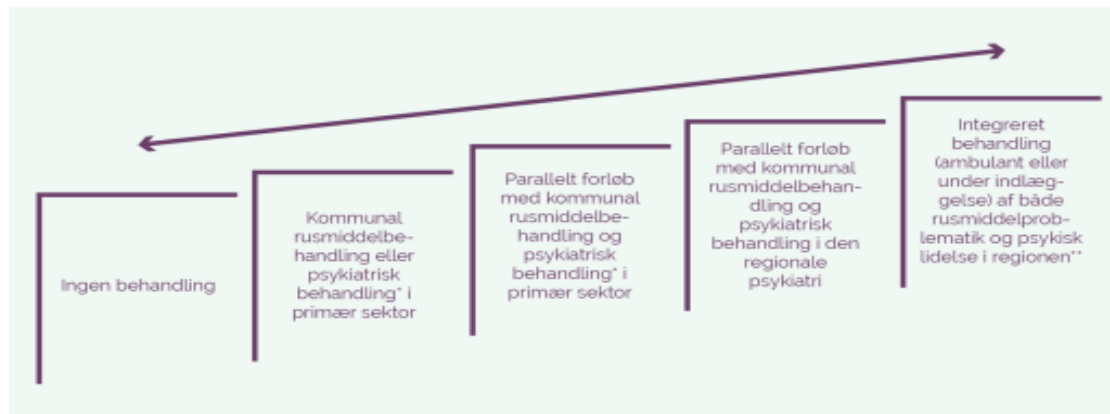 Ingen behandling
Kommunal
rusmiddelbe-
handling eller
psykiatrisk
behandling* i
primær sektor
Parallelt forløb
med kommunal
rusmiddelbe-
handling og
psykiatrisk
behandling* i
primær sektor
Parallelt forløb
med kommunal
rusmiddelbehan-
dling og
psykiatrisk
behandling i den
regionale
psykiatri
Integreret
behandling
(ambulant eller
under indlæg-
gelse) af både
rusmiddelprob-
lematik og psykisk
lidelse i regionen**